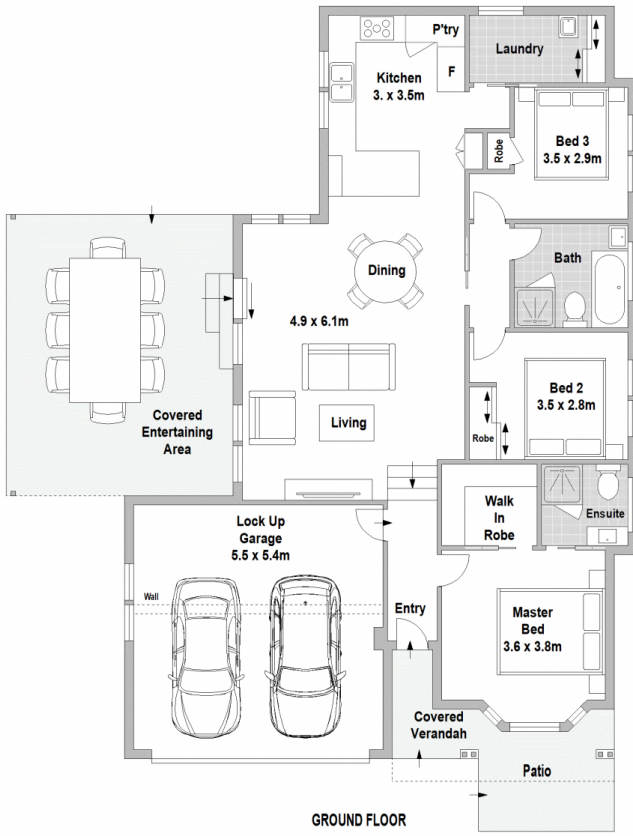 P'try
Laundry
Kitchen
3. x 3.5m
F
Bed 3
3.5 x 2.9m
Robe
Bath
Dining
4.9 x 6.1m
Bed 2
3.5 x 2.8m
Covered
Entertaining
Area
Living
Robe
Walk
In
Robe
Ensuite
Lock Up
Garage
5.5 x 5.4m
Wall
Entry
Master
Bed
3.6 x 3.8m
Covered
Verandah
Patio
GROUND FLOOR